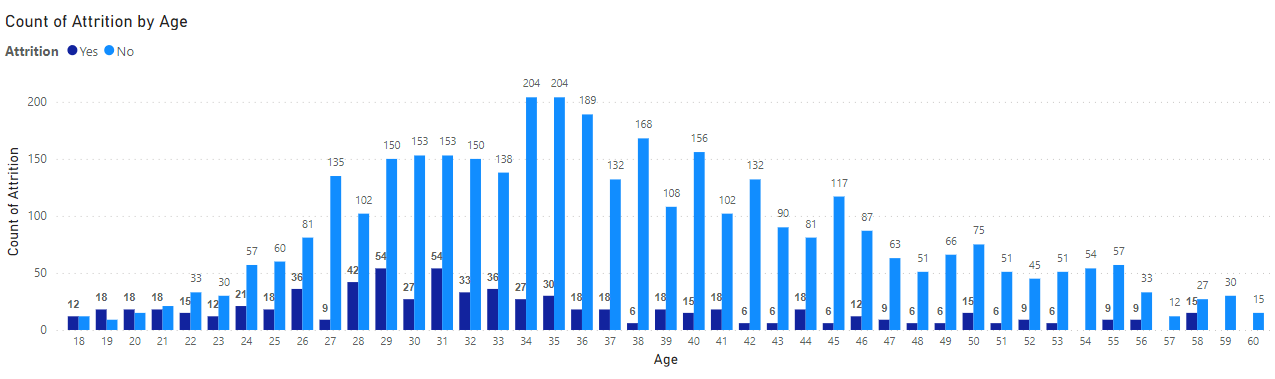 Count of Attrition by Age
Attrition Yes No
Count of Attrition
200
150
100
50
0
12 18 18 18 15 12 21 18 36 9 42 54 27 54 33 36 27 30 18 18 6 18 15 18 6 6 18 6 12 9 6 6 15 6 9 6 9 9 15
33 30 57 60 81 135 102 150 153 153 150 138 204 204 189 132 168 108 156 102 132 90 81 117 87 63 51 66 75 51 45 51 54 57 33 12 27 30 15
18 19 20 21 22 23 24 25 26 27 28 29 30 31 32 33 34 35 36 37 38 39 40 41 42 43 44 45 46 47 48 49 50 51 52 53 54 55 56 57 58 59 60
Age